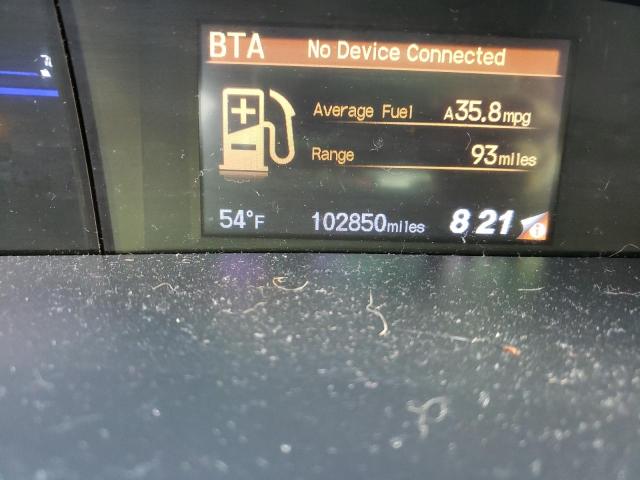 BTA No Device Connected
Average Fuel A35.8mpg
Range 93miles
54°F 102850miles 8:21